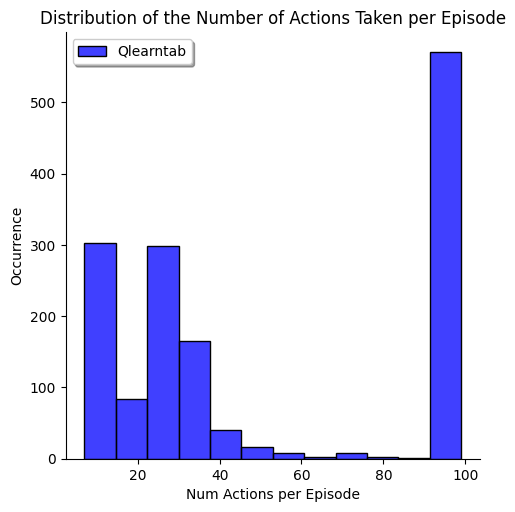 Distribution of the Number of Actions Taken per Episode
Qlearntab
500
400
300
200
100
0
Occurrence
20 40 60 80 100
Num Actions per Episode